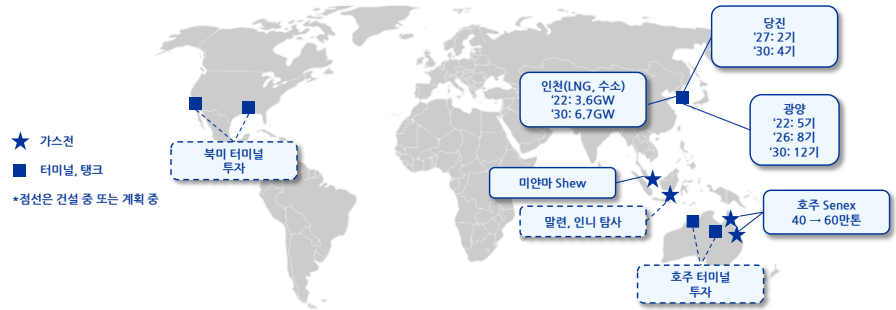 당진
‘27: 2기
‘30: 4기
인천(LNG, 수소)
‘22: 3.6GW
‘30: 6.7GW
광양
‘22: 5기
‘26: 8기
‘30: 12기
가스전
터미널, 탱크
*점선은 건설 중 또는 계획 중
북미 터미널
투자
미얀마 Shew
말련, 인니 탐사
호주 Senex
40 → 60만톤
호주 터미널
투자